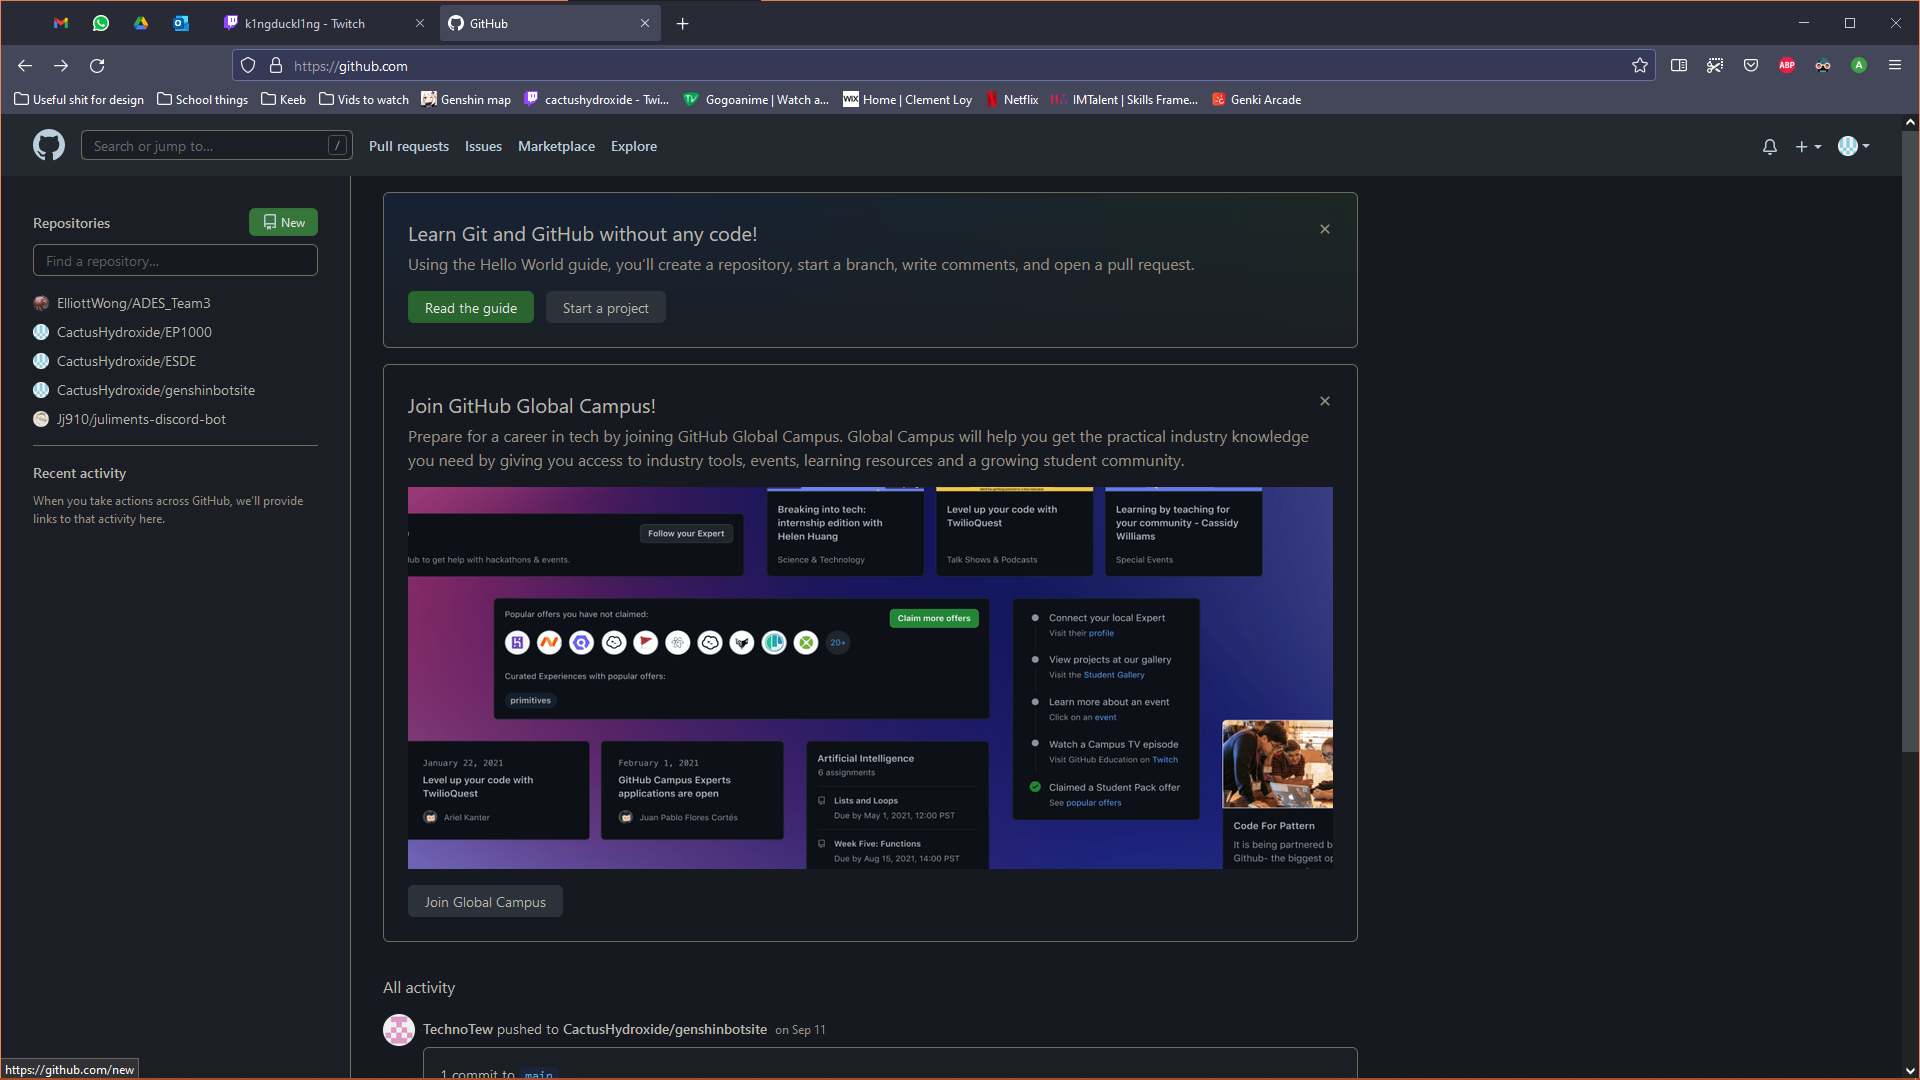 k1ngduckl1ng - Twitch
GitHub
https://github.com
ABP
A
Useful shit for design
School things
Keeb
Vids to watch
Genshin map
cactushydroxide - Twi...
Gogoanime | Watch a...
WIX
Home | Clement Loy
Netflix
IMTalent | Skills Frame...
Genki Arcade
Search or jump to...
/
Pull requests
Issues
Marketplace
Explore
Repositories
New
Find a repository...
ElliottWong/ADES_Team3
CactusHydroxide/EP1000
CactusHydroxide/ESDE
CactusHydroxide/genshinbotsite
Jj910/juliments-discord-bot
Recent activity
When you take actions across GitHub, we'll provide
links to that activity here.
Learn Git and GitHub without any code!
Using the Hello World guide, you'll create a repository, start a branch, write comments, and open a pull request.
Read the guide
Start a project
Join GitHub Global Campus!
Prepare for a career in tech by joining GitHub Global Campus. Global Campus will help you get the practical industry knowledge
you need by giving you access to industry tools, events, learning resources and a growing student community.
Follow your Expert
to get help with hackathons & events.
Breaking into tech:
internship edition with
Helen Huang
Science & Technology
Level up your code with
TwilioQuest
Talk Shows & Podcasts
Learning by teaching for
your community - Cassidy
Williams
Special Events
Popular offers you have not claimed:
Claim more offers
20+
Curated Experiences with popular offers:
primitives
Connect your local Expert
Visit their profile
View projects at our gallery
Visit the Student Gallery
Learn more about an event
Click on an event
Watch a Campus TV episode
Visit GitHub Education on Twitch
Claimed a Student Pack offer
See popular offers
January 22, 2021
Level up your code with
TwilioQuest
Ariel Kanter
February 1, 2021
GitHub Campus Experts
applications are open
Juan Pablo Flores Cortés
Artificial Intelligence
6 assignments
Lists and Loops
Due by May 1, 2021, 12:00 PST
Week Five: Functions
Due by Aug 15, 2021, 14:00 PST
Code For Pattern
It is being partnered b
Github- the biggest op
Join Global Campus
All activity
TechnoTew pushed to CactusHydroxide/genshinbotsite on Sep 11
1 commit to main
https://github.com/new